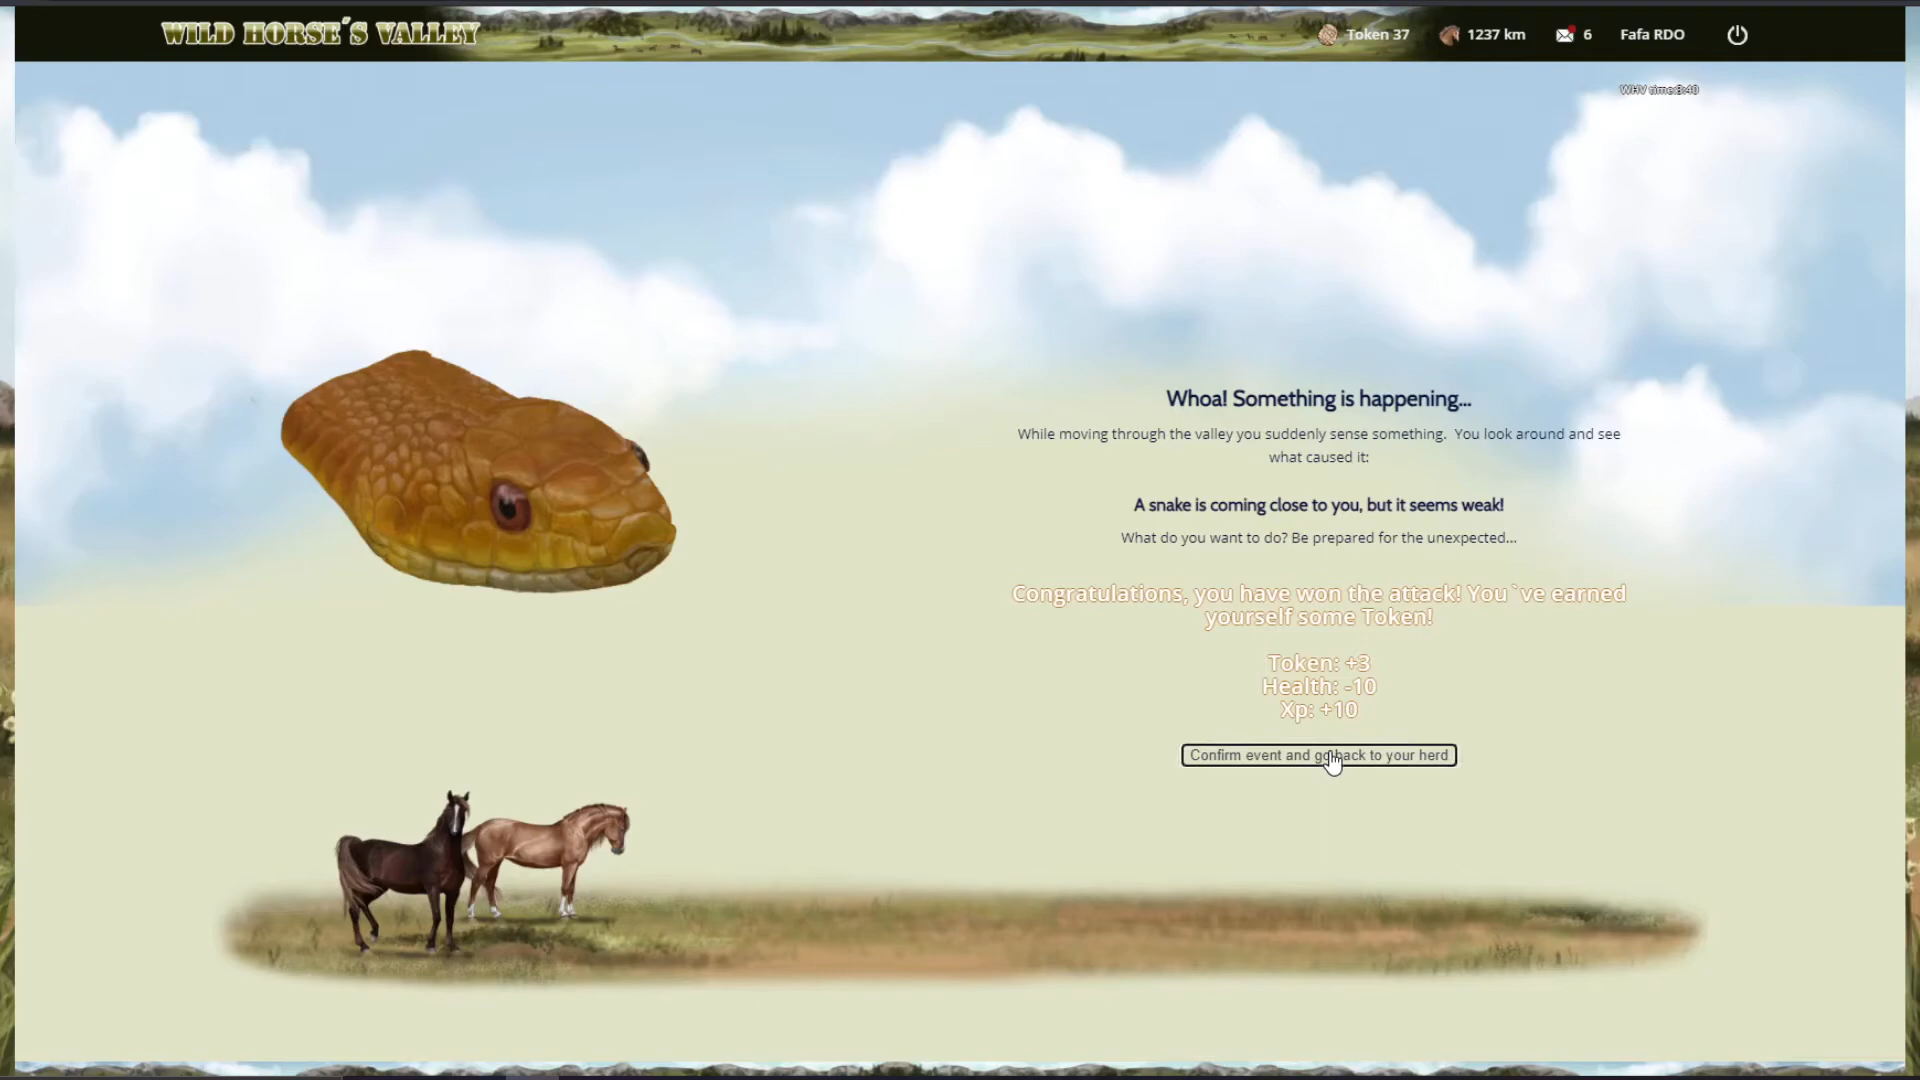 WILD HORSE´S VALLEY
Token 37
1237 km
6
Fafa RDO
WHV time:8:40
Whoa! Something is happening...
While moving through the valley you suddenly sense something. You look around and see
what caused it:
A snake is coming close to you, but it seems weak!
What do you want to do? Be prepared for the unexpected...
Congratulations, you have won the attack! You`ve earned
yourself some Token!
Token: +3
Health: -10
Xp: +10
Confirm event and go back to your herd